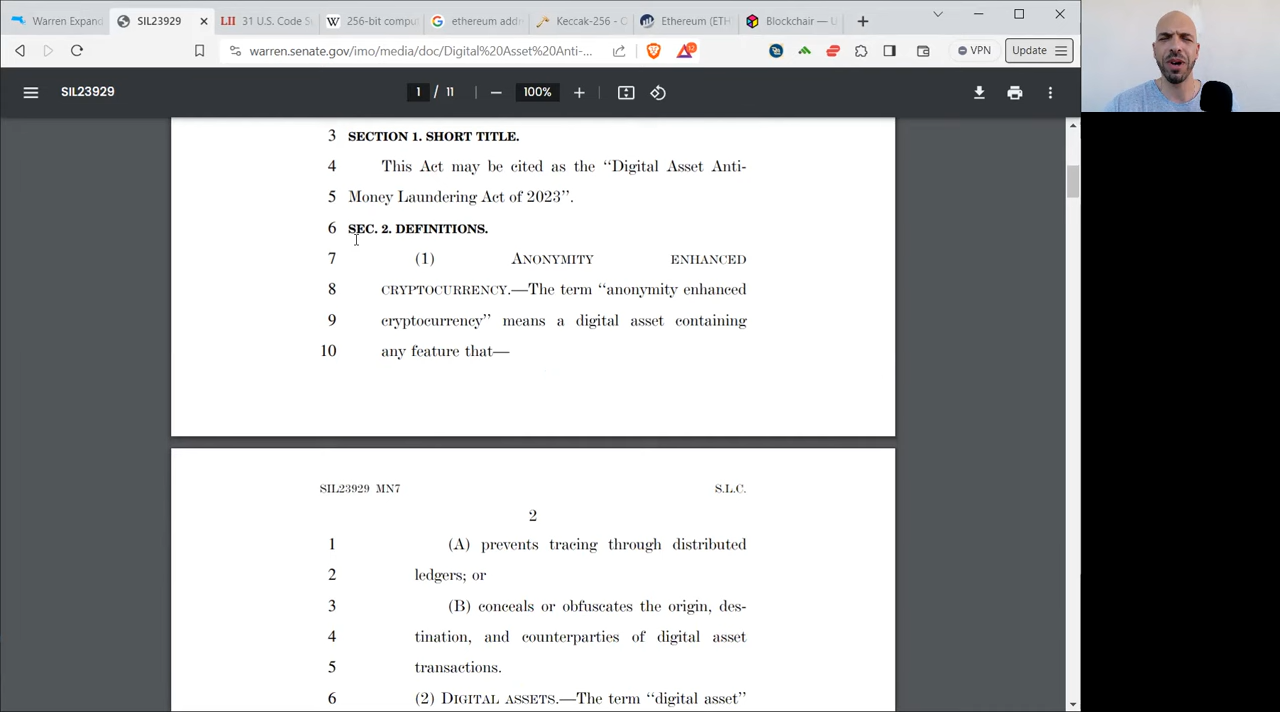 Warren Expand
SIL23929
LII 31 U.S. Code S
W 256-bit compu
ethereum addr
Keccak-256 - C
Ethereum (ETH
Blockchair — U
warren.senate.gov/imo/media/doc/Digital%20Asset%20Anti-...
12
VPN
Update
SIL23929
1 / 11
100%
3 SECTION 1. SHORT TITLE.
4 This Act may be cited as the ‘‘Digital Asset Anti-
5 Money Laundering Act of 2023’’.
6 SEC. 2. DEFINITIONS.
7 (1) ANONYMITY ENHANCED
8 CRYPTOCURRENCY.—The term ‘‘anonymity enhanced
9 cryptocurrency’’ means a digital asset containing
10 any feature that—
SIL23929 MN7 S.L.C.
2
1 (A) prevents tracing through distributed
2 ledgers; or
3 (B) conceals or obfuscates the origin, des-
4 tination, and counterparties of digital asset
5 transactions.
6 (2) DIGITAL ASSETS.—The term ‘‘digital asset’’